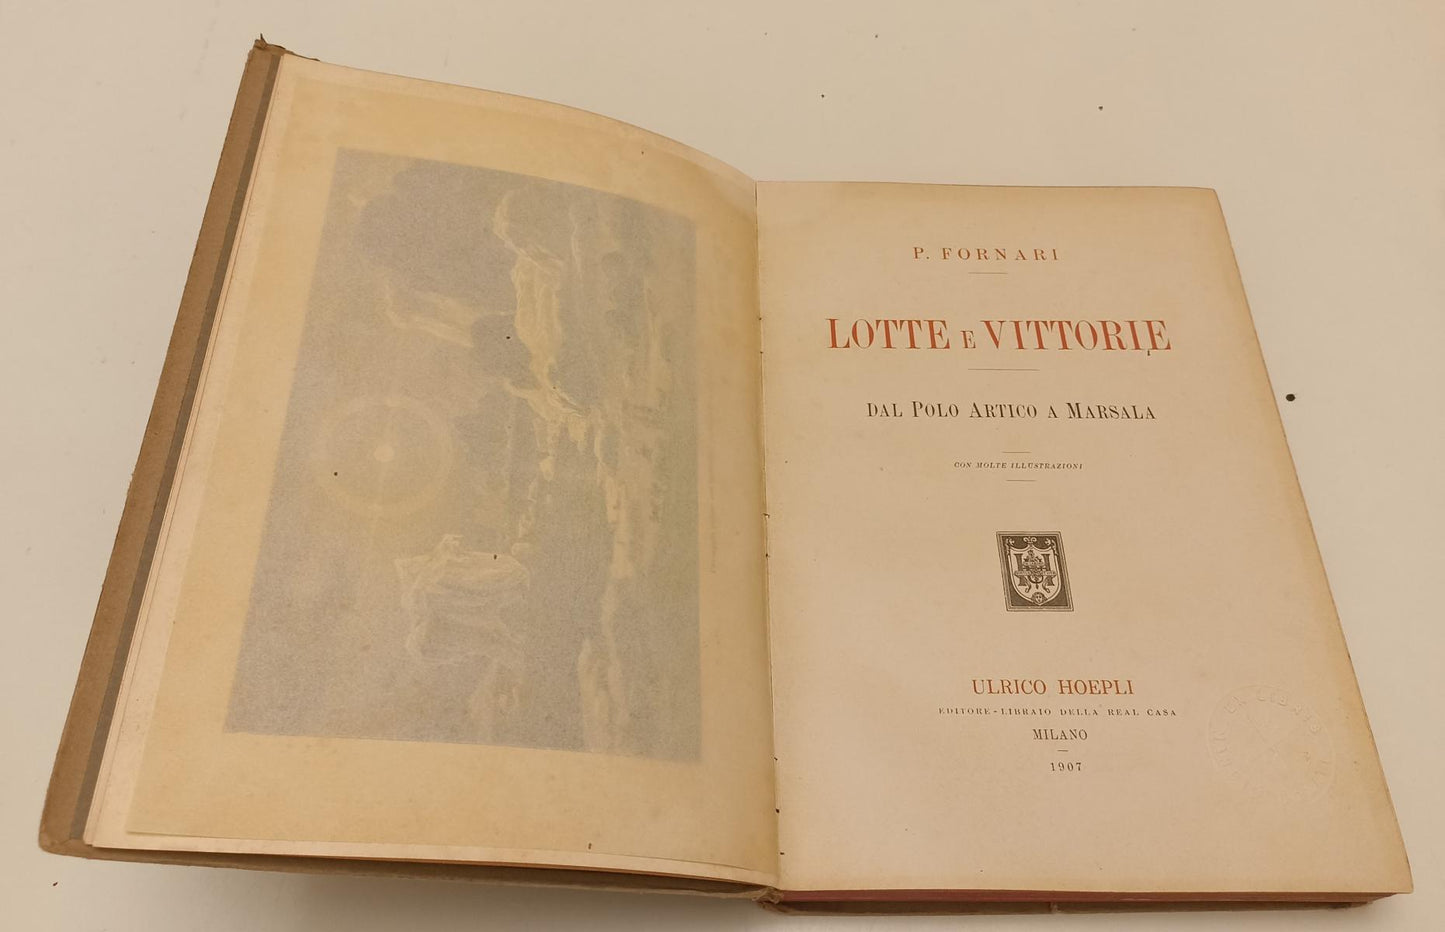 P. FORNARI
LOTTE E VITTORIE
DAL POLO ARTICO A MARSALA
CON MOLTE ILLUSTRAZIONI
ULRICO HOEPLI
EDITORE-LIBRAIO DELLA REAL CASA
MILANO
1907